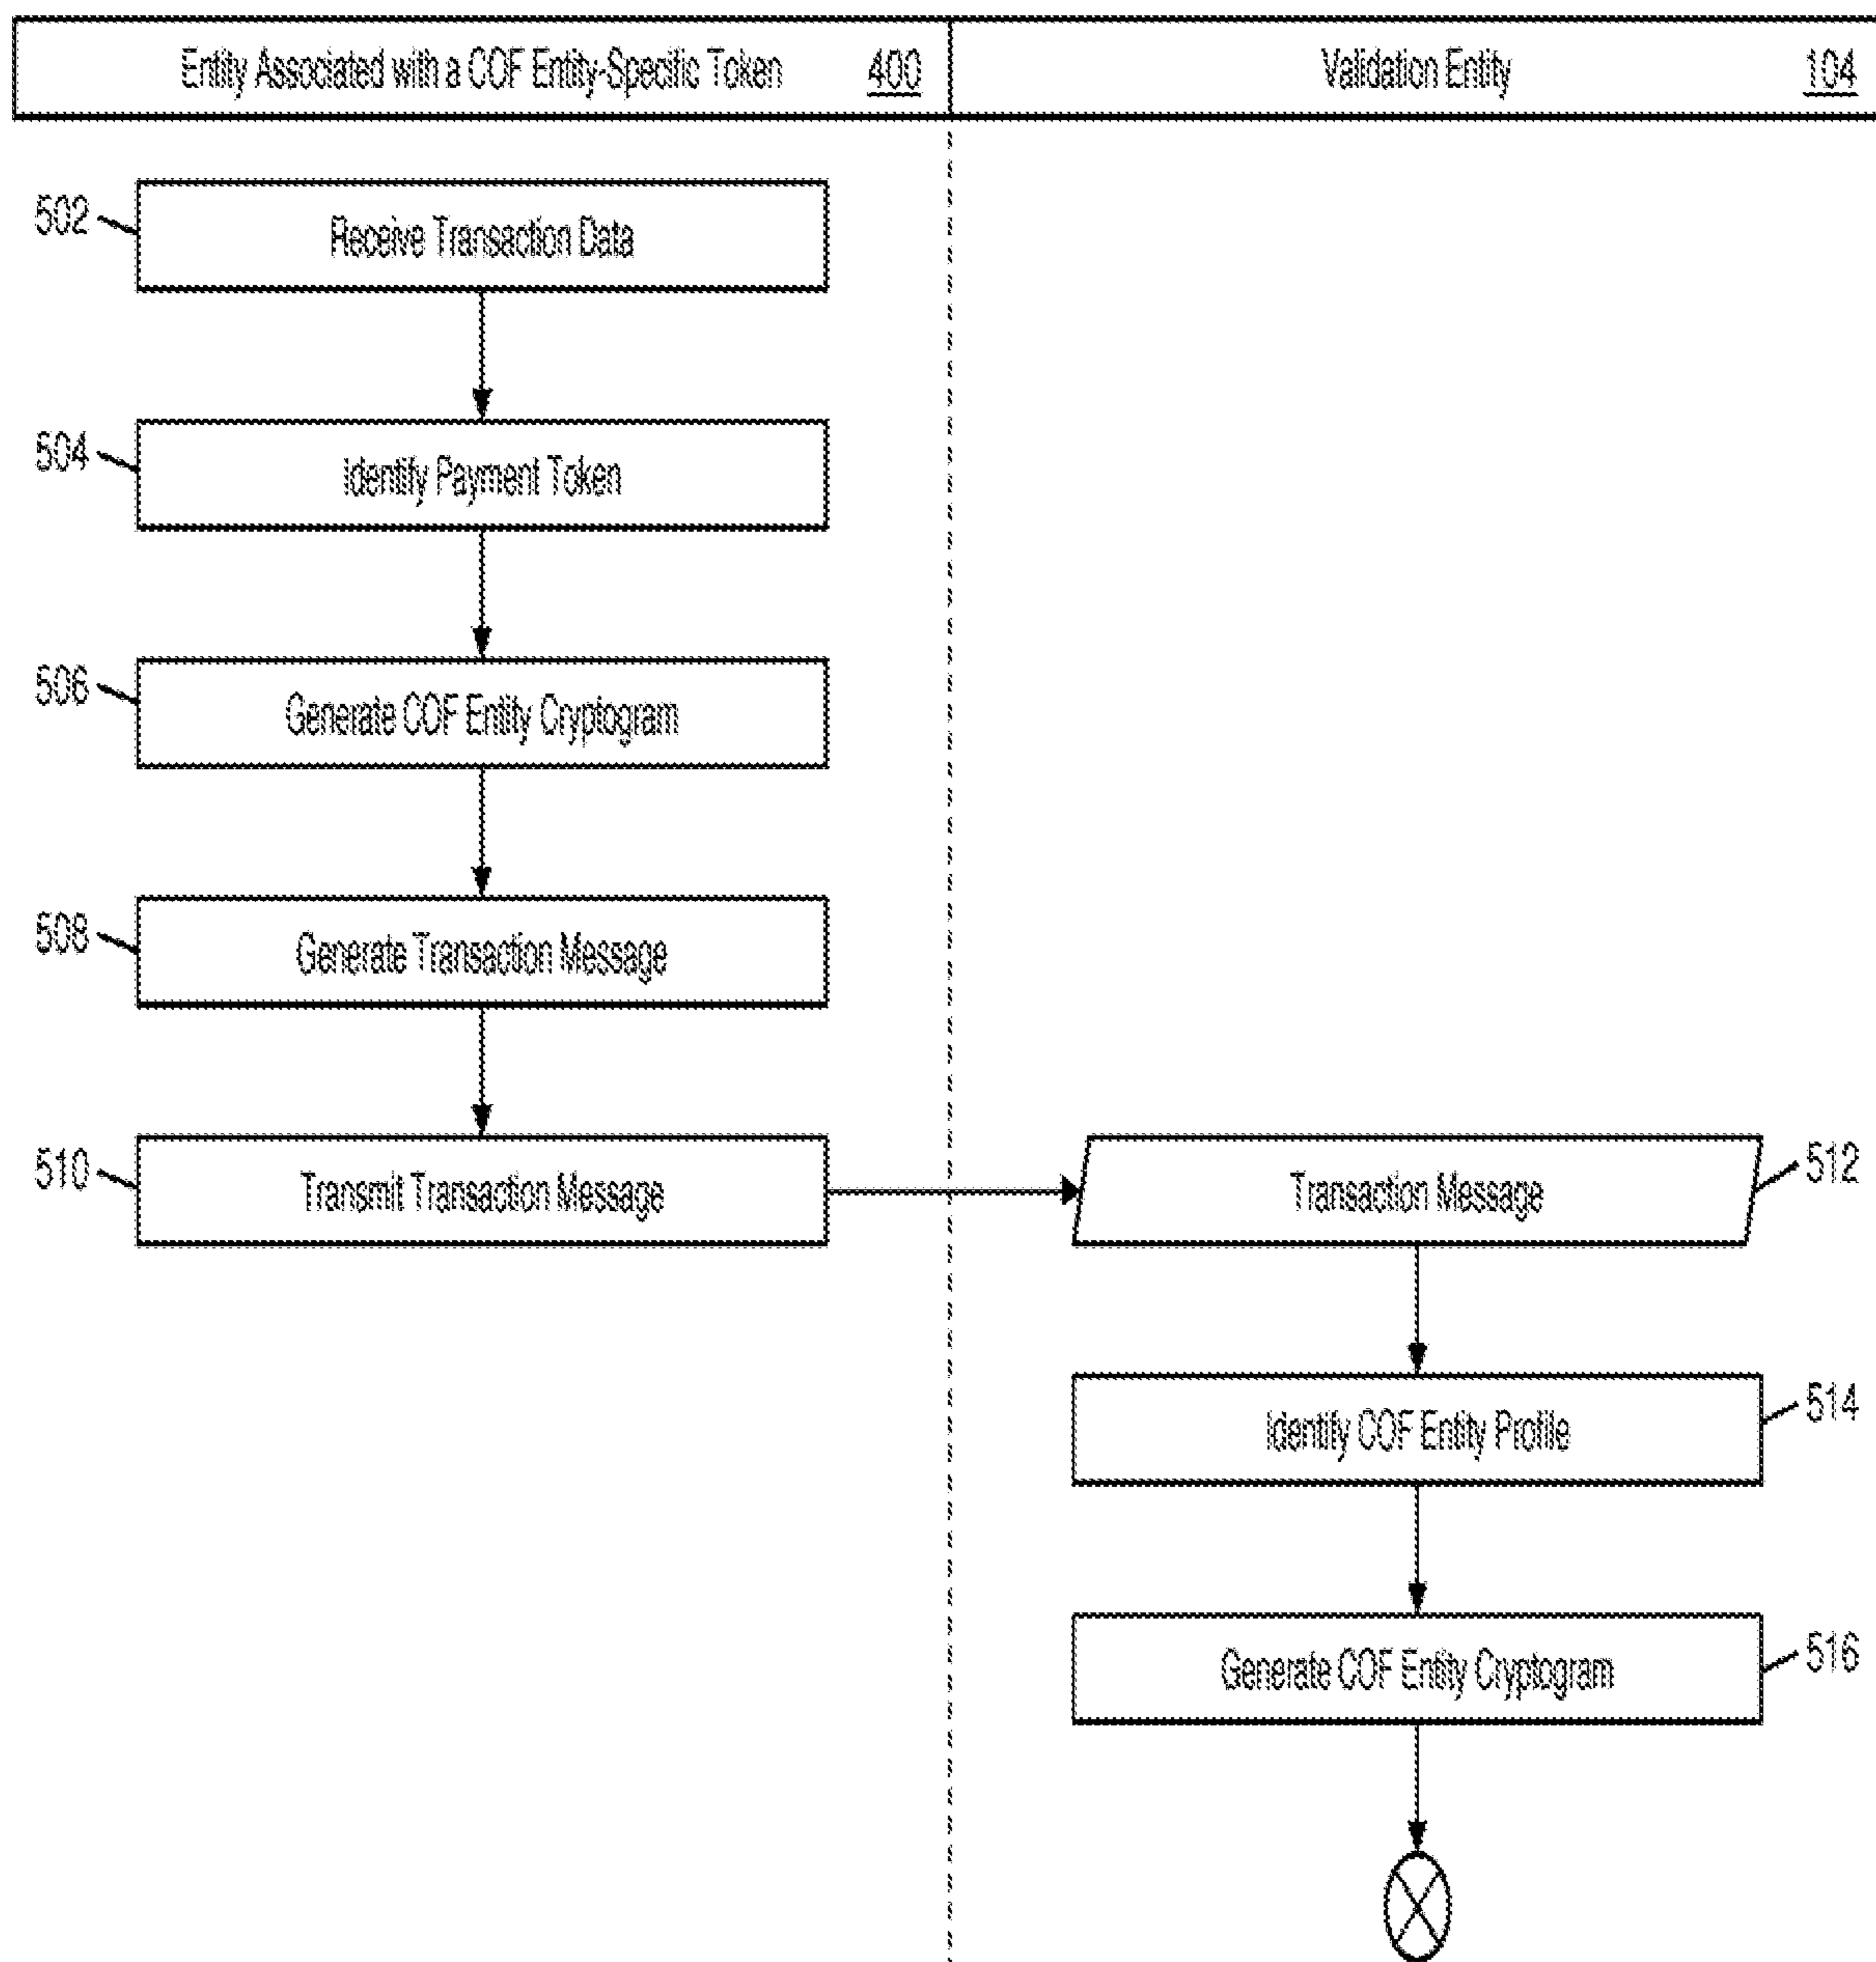 Entity Associated with a COF Entity-Specific Token 400
Validation Entity 104
502
Receive Transaction Data
504
Identify Payment Token
506
Generate COF Entity Cryptogram
508
Generate Transaction Message
510
Transmit Transaction Message
Transaction Message
512
Identify COF Entity Profile
514
Generate COF Entity Cryptogram
516